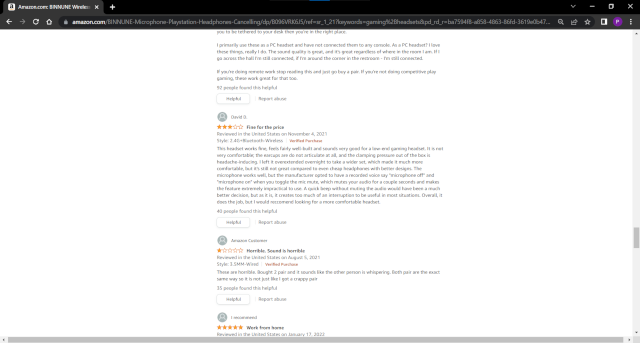 Amazon.com: BINNUNE Wireless
amazon.com/BINNUNE-Microphone-Playstation-Headphones-Cancelling/dp/B09
you to be tethered to your desk then you're in the right place.
I primarily use these as a PC headset and have not connected them to any console. As a PC headset? I love
these things, really I do. The sound quality is great, and it's great regardless of where in the room I am. If I
go across the hall I'm still connected, if I'm around the corner in the restroom - I'm still connected.
If you're doing remote work stop reading this and just go buy a pair. If you're not doing competitive play
gaming, these work great for that too.
92 people found this helpful
Helpful
Report abuse
David D.
Fine for the price
Reviewed in the United States on November 4, 2021
Style: 2.4G+Bluetooth-Wireless Verified Purchase
This headset works fine, feels fairly well-built and sounds very good for a low-end gaming headset. It is not
very comfortable; the earcups do not articulate at all, and the clamping pressure out of the box is
headache-inducing. I left it overextended overnight to take a wider set, which made it much more
comfortable, but it's still not great compared to even cheap headphones with better designs. The
microphone works well, but the manufacturer opted to have a recorded voice say "microphone off" and
"microphone on" when you toggle the mic mute, which mutes your audio for a couple seconds and makes
the feature extremely impractical to use. A quick beep without muting the audio would have been a much
better decision, but as it is, it creates too much of an interruption to be useful in most situations. Overall, it
does the job, but I would recommend looking for a more comfortable headset.
40 people found this helpful
Helpful
Report abuse
Amazon Customer
Horrible. Sound is horrible
Reviewed in the United States on August 5, 2021
Style: 3.5MM-Wired Verified Purchase
These are horrible. Bought 2 pair and it sounds like the other person is whispering. Both pair are the exact
same way so it is not just like I got a crappy pair
35 people found this helpful
Helpful
Report abuse
I recommend
Work from home
Reviewed in the United States on January 17, 2022